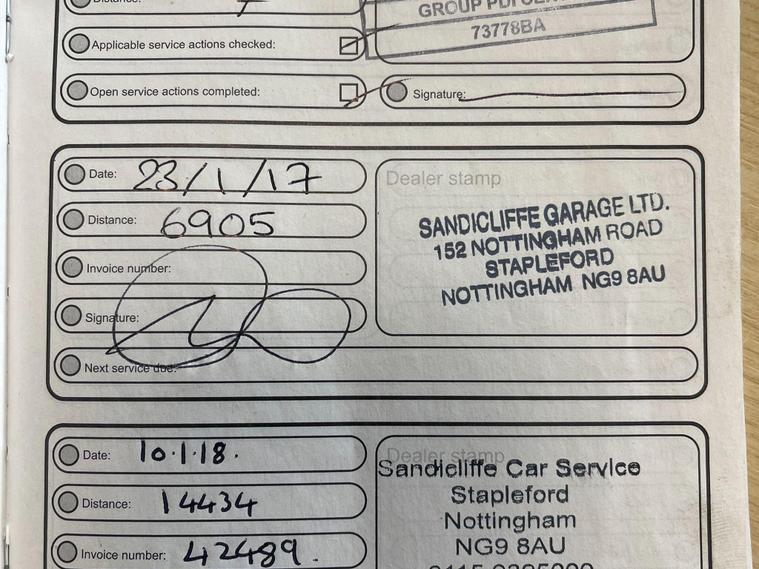 GROUP PDI
73778BA
Applicable service actions checked:
Open service actions completed:
Signature:
Date: 23/1/17
Distance: 6905
Invoice number:
Signature:
Next service due:
Dealer stamp
SANDICLIFFE GARAGE LTD.
152 NOTTINGHAM ROAD
STAPLEFORD
NOTTINGHAM NG9 8AU
Date: 10.1.18.
Distance: 14434
Invoice number: 42489.
Dealer stamp
Sandicliffe Car Service
Stapleford
Nottingham
NG9 8AU